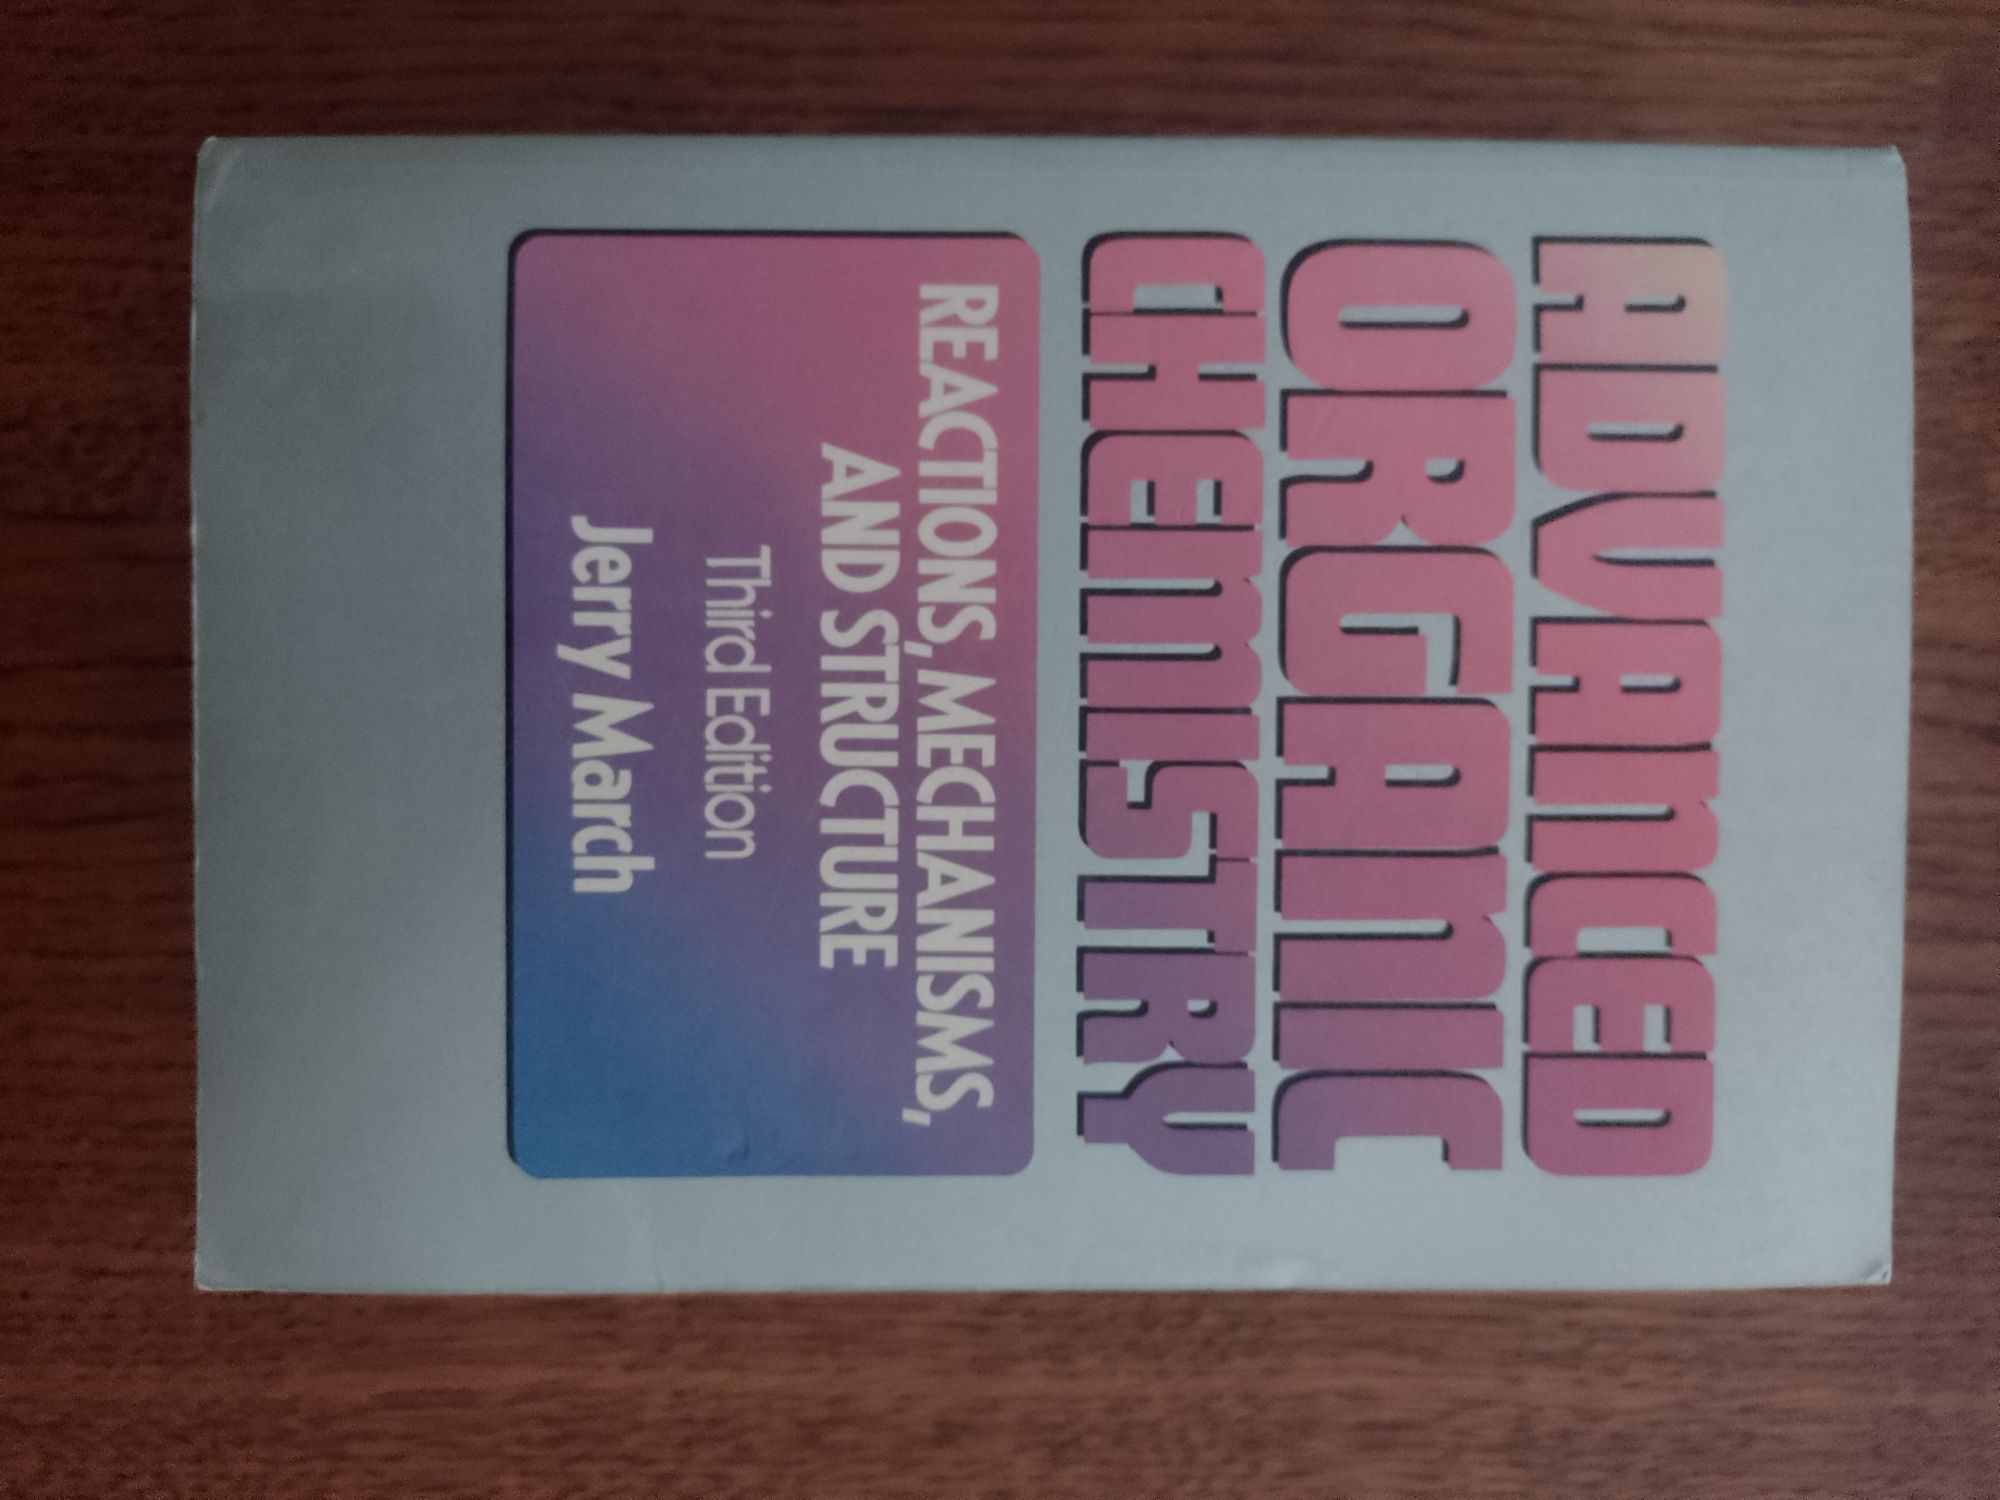 ADVANCED
ORGANIC
CHEMISTRY
REACTIONS, MECHANISMS,
AND STRUCTURE
Third Edition
Jerry March